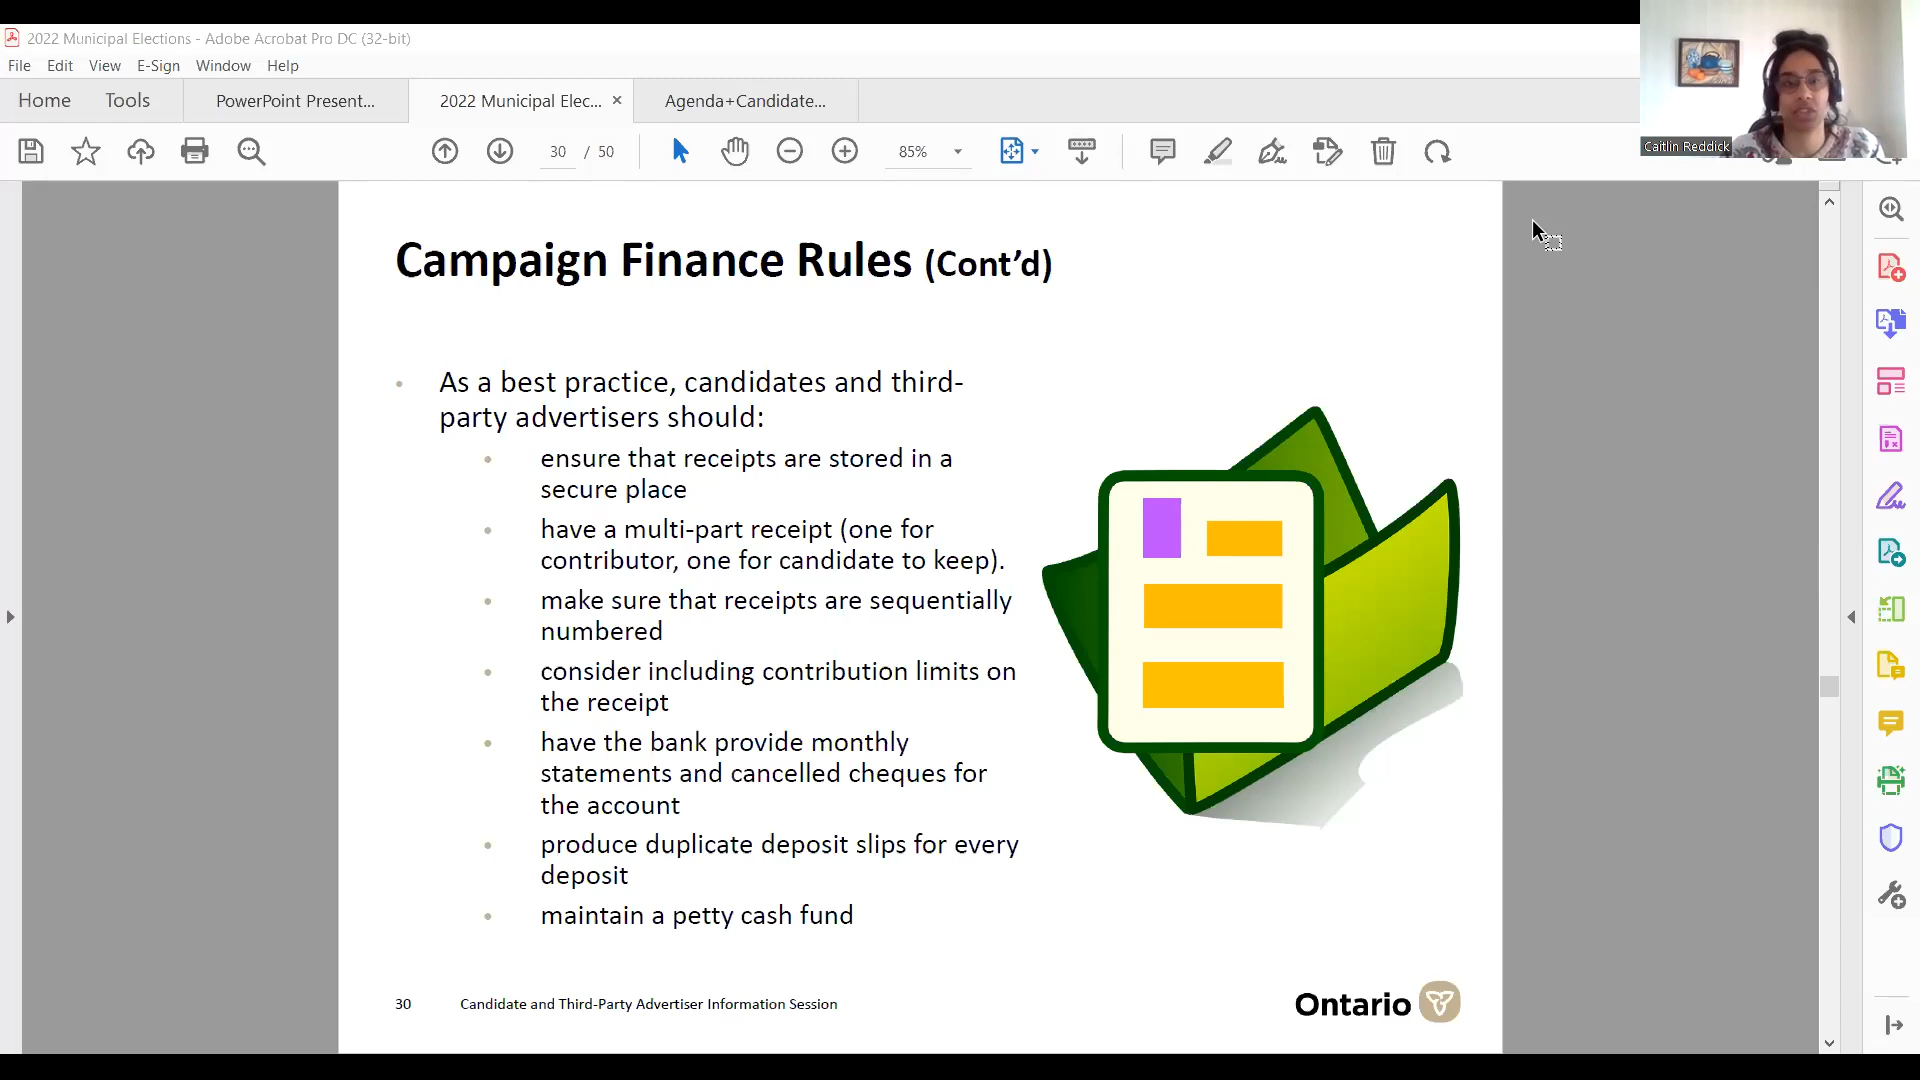 2022 Municipal Elections - Adobe Acrobat Pro DC (32-bit)
File Edit View E-Sign Window Help
Home Tools PowerPoint Present... 2022 Municipal Elec... × Agenda+Candidate...
30 / 50 85%
Caitlin Reddick
Campaign Finance Rules (Cont’d)
• As a best practice, candidates and third-
party advertisers should:
• ensure that receipts are stored in a
secure place
• have a multi-part receipt (one for
contributor, one for candidate to keep).
• make sure that receipts are sequentially
numbered
• consider including contribution limits on
the receipt
• have the bank provide monthly
statements and cancelled cheques for
the account
• produce duplicate deposit slips for every
deposit
• maintain a petty cash fund
30 Candidate and Third-Party Advertiser Information Session
Ontario